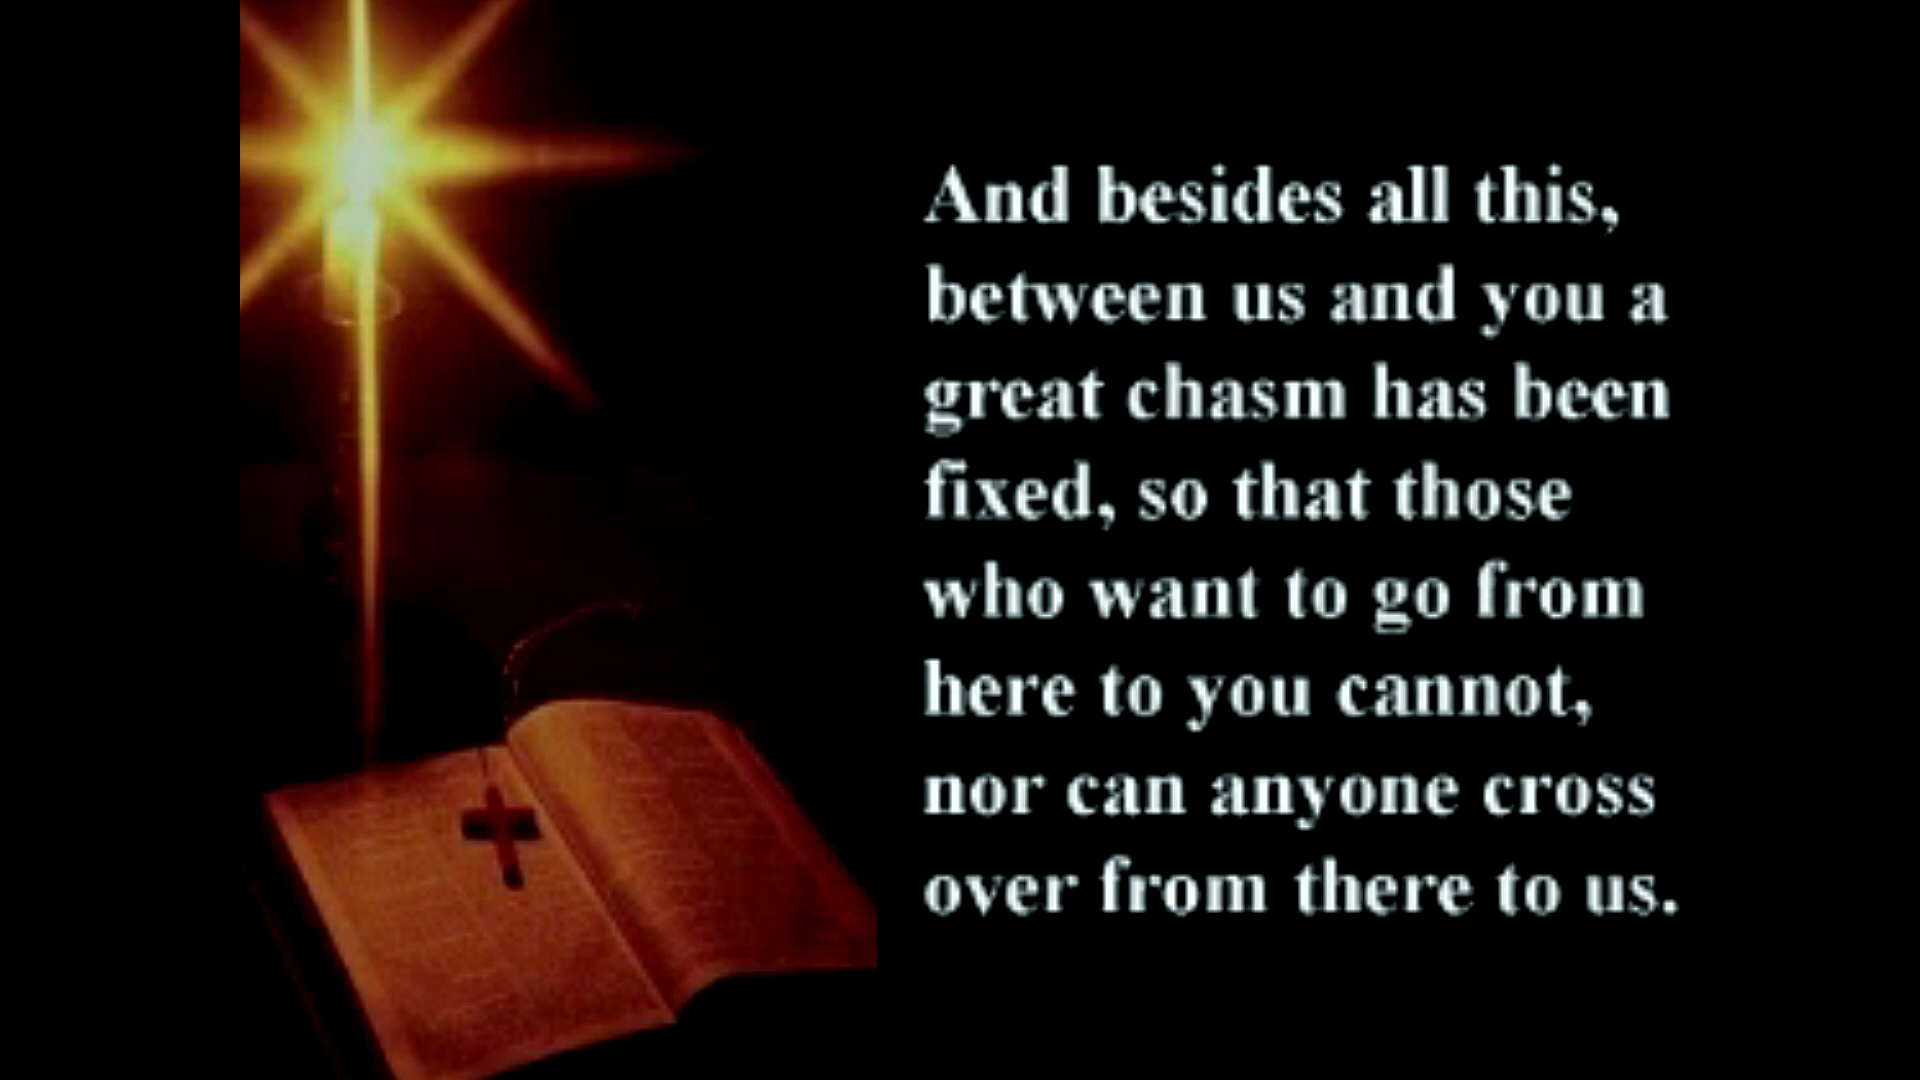 And besides all this,
between us and you a
great chasm has been
fixed, so that those
who want to go from
here to you cannot,
nor can anyone cross
over from there to us.